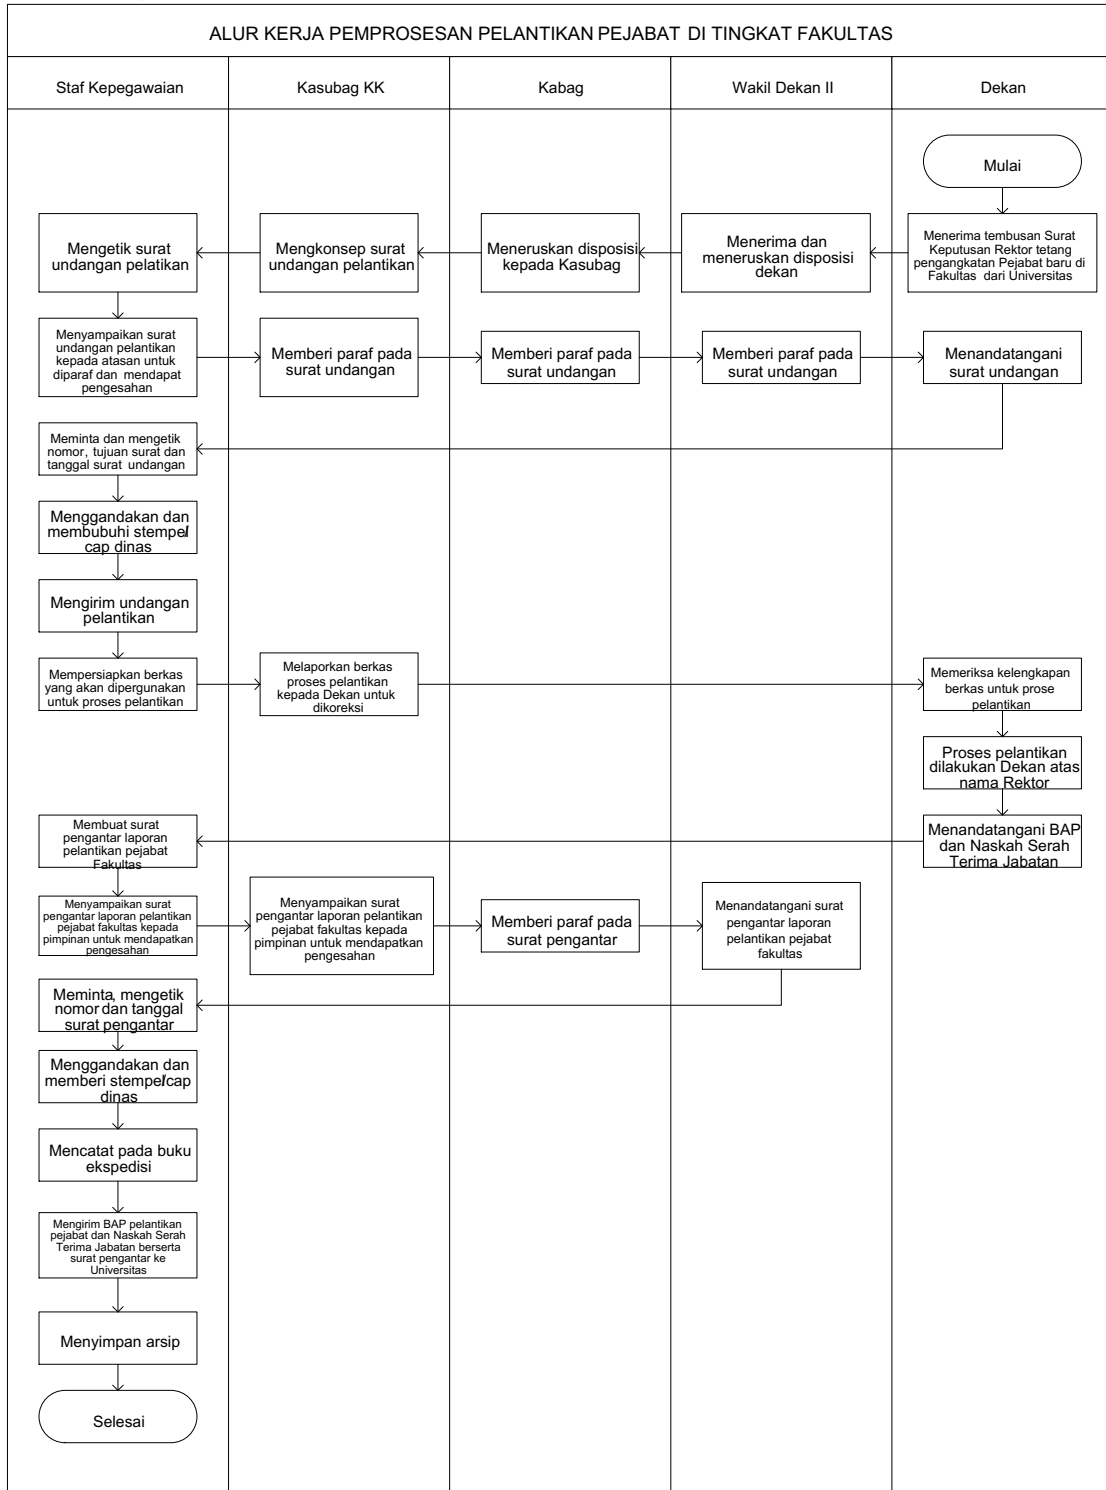 ALUR KERJA PEMPROSESAN PELANTIKAN PEJABAT DI TINGKAT FAKULTAS
Staf Kepegawaian
Kasubag KK
Kabag
Wakil Dekan II
Dekan
Mulai
Menerima tembusan Surat
Keputusan Rektor tetang
pengangkatan Pejabat baru di
Fakultas dari Universitas
Menerima dan
meneruskan disposisi
dekan
Meneruskan disposisi
kepada Kasubag
Mengkonsep surat
undangan pelantikan
Mengetik surat
undangan pelatikan
Menyampaikan surat
undangan pelantikan
kepada atasan untuk
diparaf dan mendapat
pengesahan
Memberi paraf pada
surat undangan
Memberi paraf pada
surat undangan
Memberi paraf pada
surat undangan
Menandatangani
surat undangan
Meminta dan mengetik
nomor, tujuan surat dan
tanggal surat undangan
Menggandakan dan
membubuhi stempel/
cap dinas
Mengirim undangan
pelantikan
Mempersiapkan berkas
yang akan dipergunakan
untuk proses pelantikan
Melaporkan berkas
proses pelantikan
kepada Dekan untuk
dikoreksi
Memeriksa kelengkapan
berkas untuk prose
pelantikan
Proses pelantikan
dilakukan Dekan atas
nama Rektor
Menandatangani BAP
dan Naskah Serah
Terima Jabatan
Membuat surat
pengantar laporan
pelantikan pejabat
Fakultas
Menyampaikan surat
pengantar laporan pelantikan
pejabat fakultas kepada
pimpinan untuk mendapatkan
pengesahan
Menyampaikan surat
pengantar laporan pelantikan
pejabat fakultas kepada
pimpinan untuk mendapatkan
pengesahan
Memberi paraf pada
surat pengantar
Menandatangani surat
pengantar laporan
pelantikan pejabat
fakultas
Meminta, mengetik
nomor dan tanggal
surat pengantar
Menggandakan dan
memberi stempel/cap
dinas
Mencatat pada buku
ekspedisi
Mengirim BAP pelantikan
pejabat dan Naskah Serah
Terima Jabatan berserta
surat pengantar ke
Universitas
Menyimpan arsip
Selesai